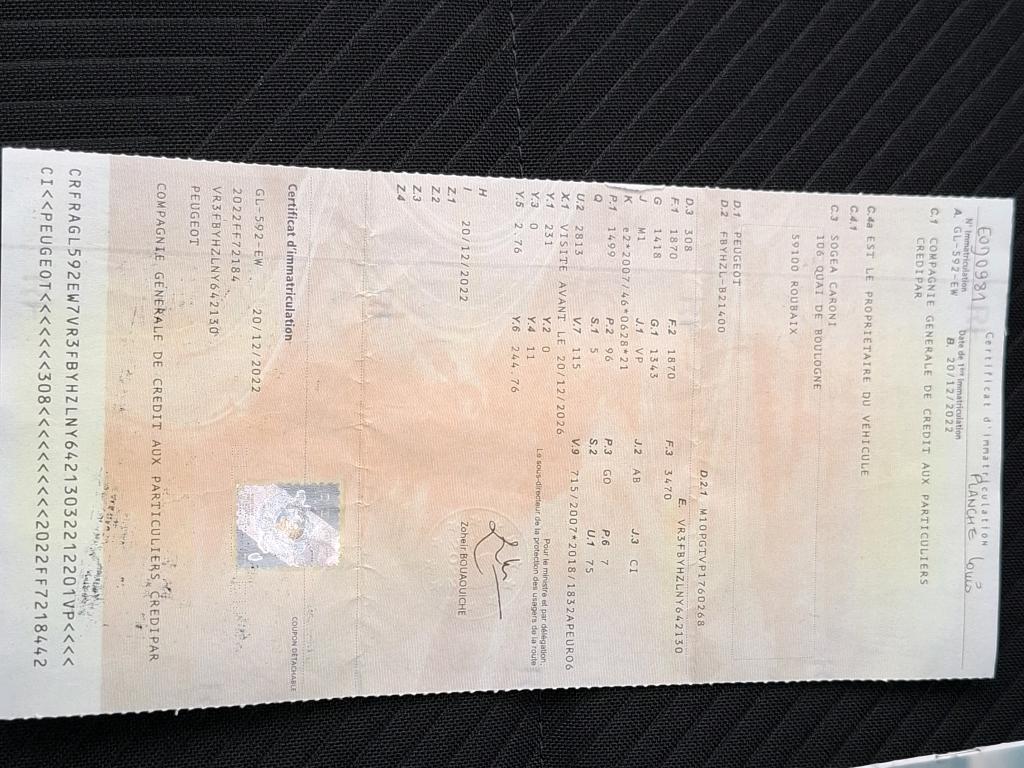 Certificat d'immatriculation
PLANCHE
N° Immatriculation Date de 1ère immatriculation
A. GL-592-EW B. 20/12/2022
C.1 COMPAGNIE GENERALE DE CREDIT AUX PARTICULIERS
CREDIPAR
C.4a EST LE PROPRIETAIRE DU VÉHICULE
C.4.1
C.3 SOGEA CARONI
106 QUAI DE BOULOGNE
59100 ROUBAIX
D.1 PEUGEOT
D.2 FBYHZL-B21400
D.2.1 M10PGTVP1760268
D.3 308 E. VR3FBYHZLNY642130
F.1 1870 F.2 1870 F.3 3470
G 1418 G.1 1343
J M1 J.1 VP J.2 AB J.3 CI
K e2*2007/46*0628*21
P.1 1499 P.2 96 P.3 GO P.6 7
Q S.1 5 S.2 U.1 75
U.2 2813 V.7 115 V.9 715/2007*2018/1832APEURO6
X.1 VISITE AVANT LE 20/12/2026
Y.1 231 Y.2 0
Y.3 0 Y.4 11
Y.5 2.76 Y.6 244.76
Pour le ministre et par délégation,
Le sous-directeur de la protection des usagers de la route
H
I 20/12/2022
Zoheir BOUAOUICHE
Z.1
Z.2
Z.3
Z.4
Certificat d'immatriculation COUPON DÉTACHABLE
GL-592-EW 20/12/2022
2022FF72184
VR3FBYHZLNY642130
PEUGEOT
COMPAGNIE GENERALE DE CREDIT AUX PARTICULIERS CREDIPAR
CRFRAGL592EW7VR3FBYHZLNY64213032212201VP<<<<
CI<<PEUGEOT<<<<<<308<<<<<<<<<<2022FF7218442